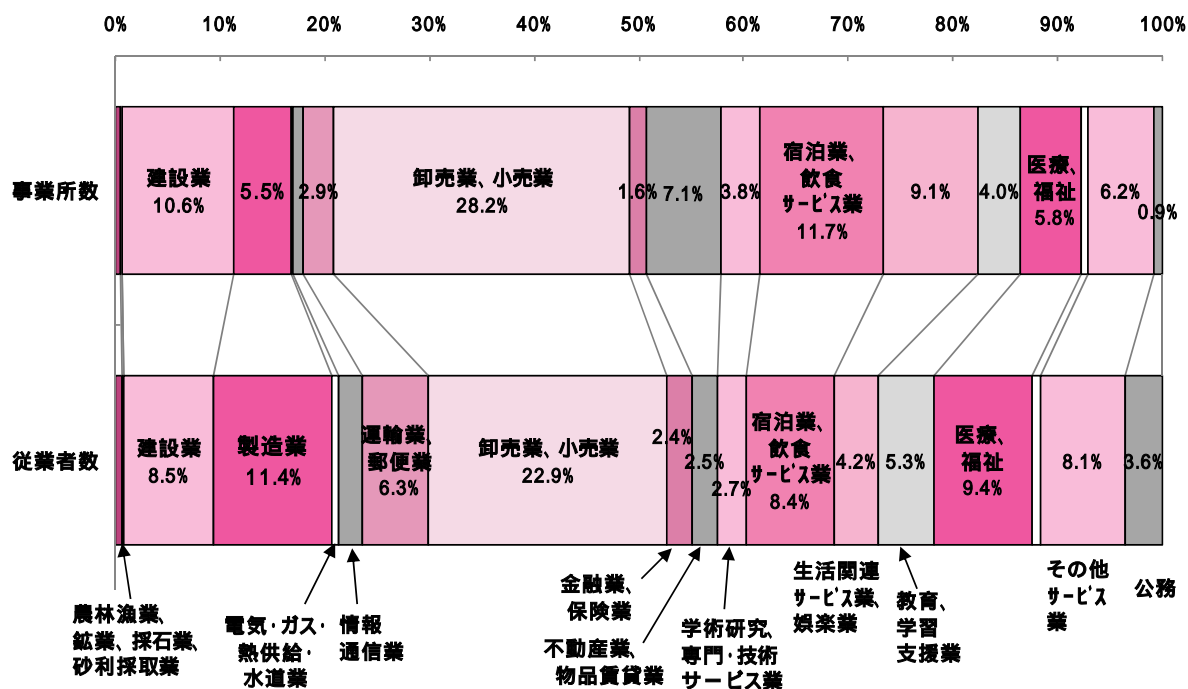 0% 10% 20% 30% 40% 50% 60% 70% 80% 90% 100%
事業所数
建設業
10.6%
5.5%
2.9%
卸売業、小売業
28.2%
1.6%
7.1%
3.8%
宿泊業、
飲食
ｻｰﾋﾞｽ業
11.7%
9.1%
4.0%
医療、
福祉
5.8%
6.2%
0.9%
従業者数
建設業
8.5%
製造業
11.4%
運輸業、
郵便業
6.3%
卸売業、小売業
22.9%
2.4%
2.5%
2.7%
宿泊業、
飲食
ｻｰﾋﾞｽ業
8.4%
4.2%
5.3%
医療、
福祉
9.4%
8.1%
3.6%
農林漁業、
鉱業、採石業、
砂利採取業
電気･ガス･
熱供給･
水道業
情報
通信業
金融業、
保険業
不動産業、
物品賃貸業
学術研究、
専門･技術
サービス業
生活関連
ｻｰﾋﾞｽ業、
娯楽業
教育、
学習
支援業
その他
ｻｰﾋﾞｽ
業
公務